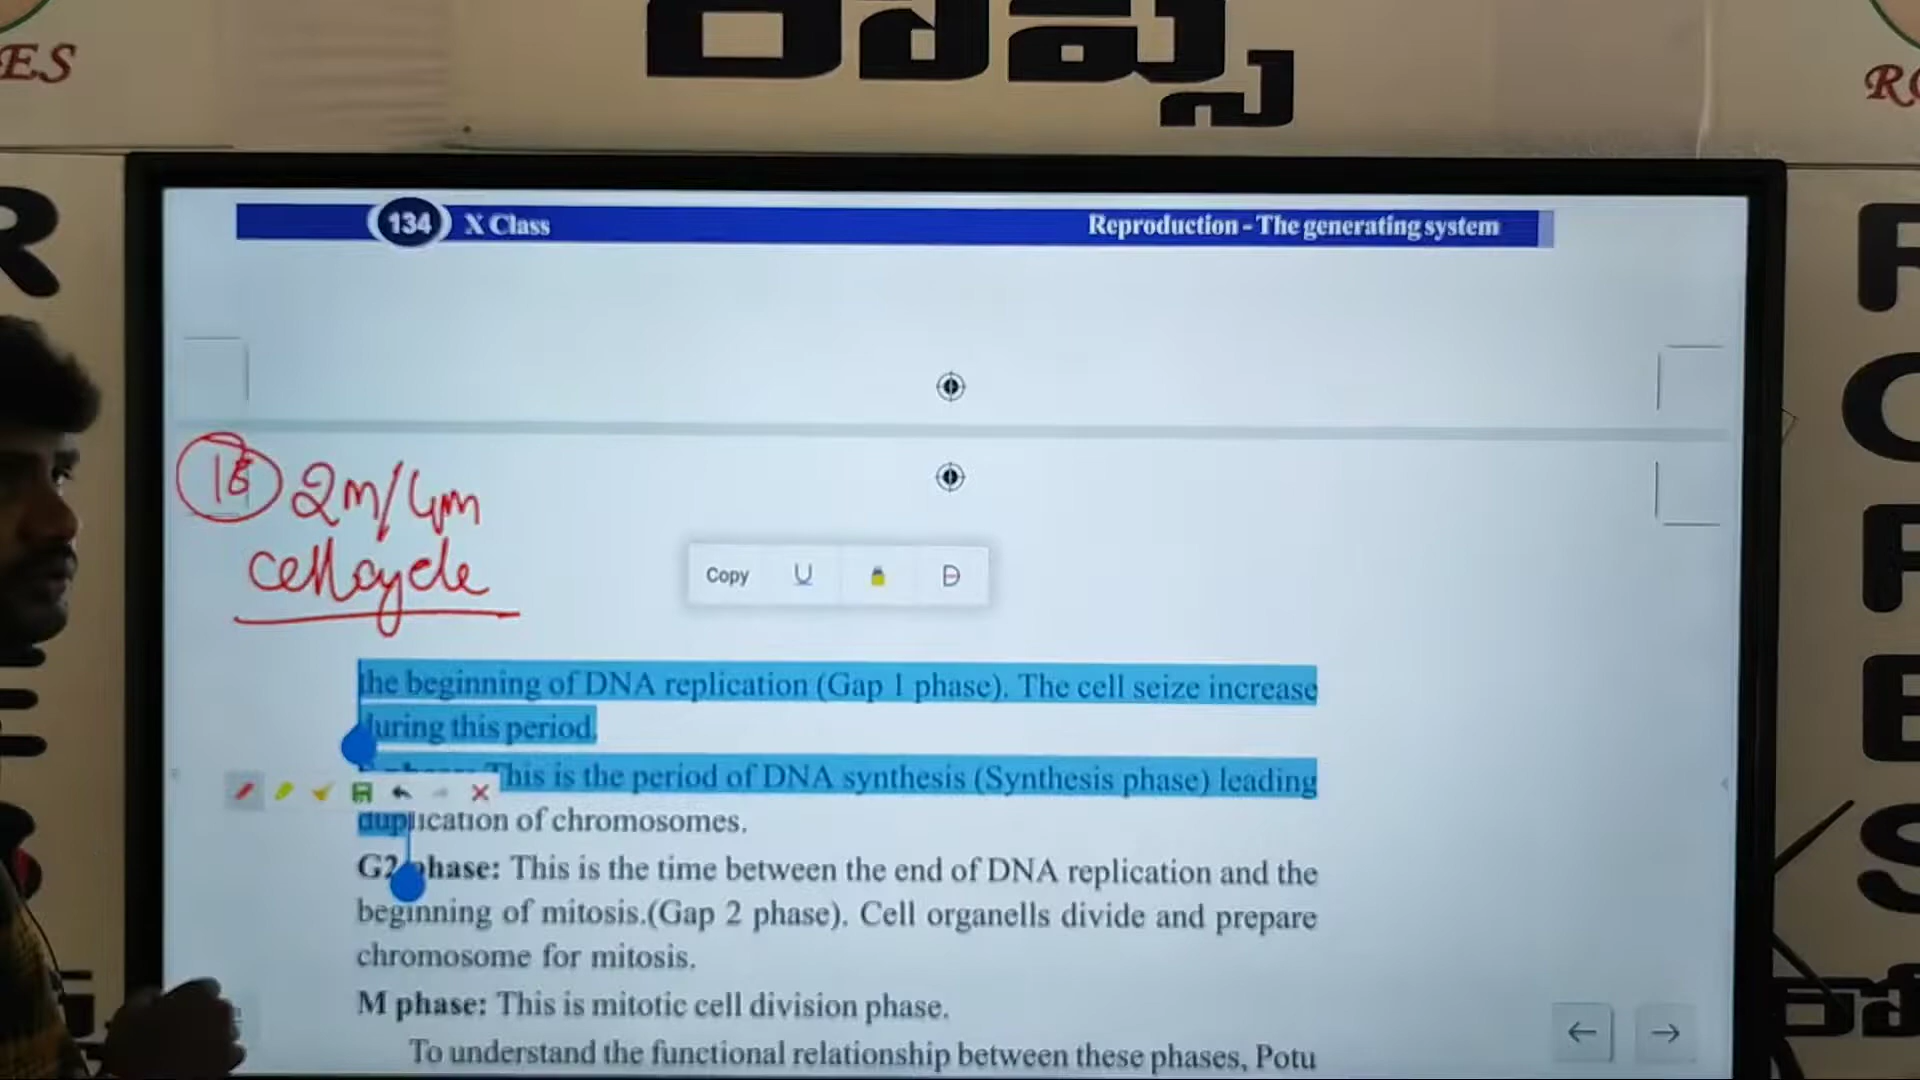 రోప్స్
ES
134 X Class Reproduction - The generating system
2m/4m
cell cycle
Copy
the beginning of DNA replication (Gap 1 phase). The cell seize increase
during this period.
This is the period of DNA synthesis (Synthesis phase) leading
duplication of chromosomes.
G2 phase: This is the time between the end of DNA replication and the
beginning of mitosis.(Gap 2 phase). Cell organells divide and prepare
chromosome for mitosis.
M phase: This is mitotic cell division phase.
To understand the functional relationship between these phases, Potu
R
O
P
E
S